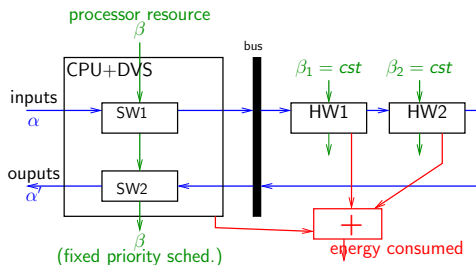 processor resource
β
bus
CPU+DVS
β1 = cst
β2 = cst
inputs
α
SW1
HW1
HW2
ouputs
α'
SW2
+
β
(fixed priority sched.)
energy consumed